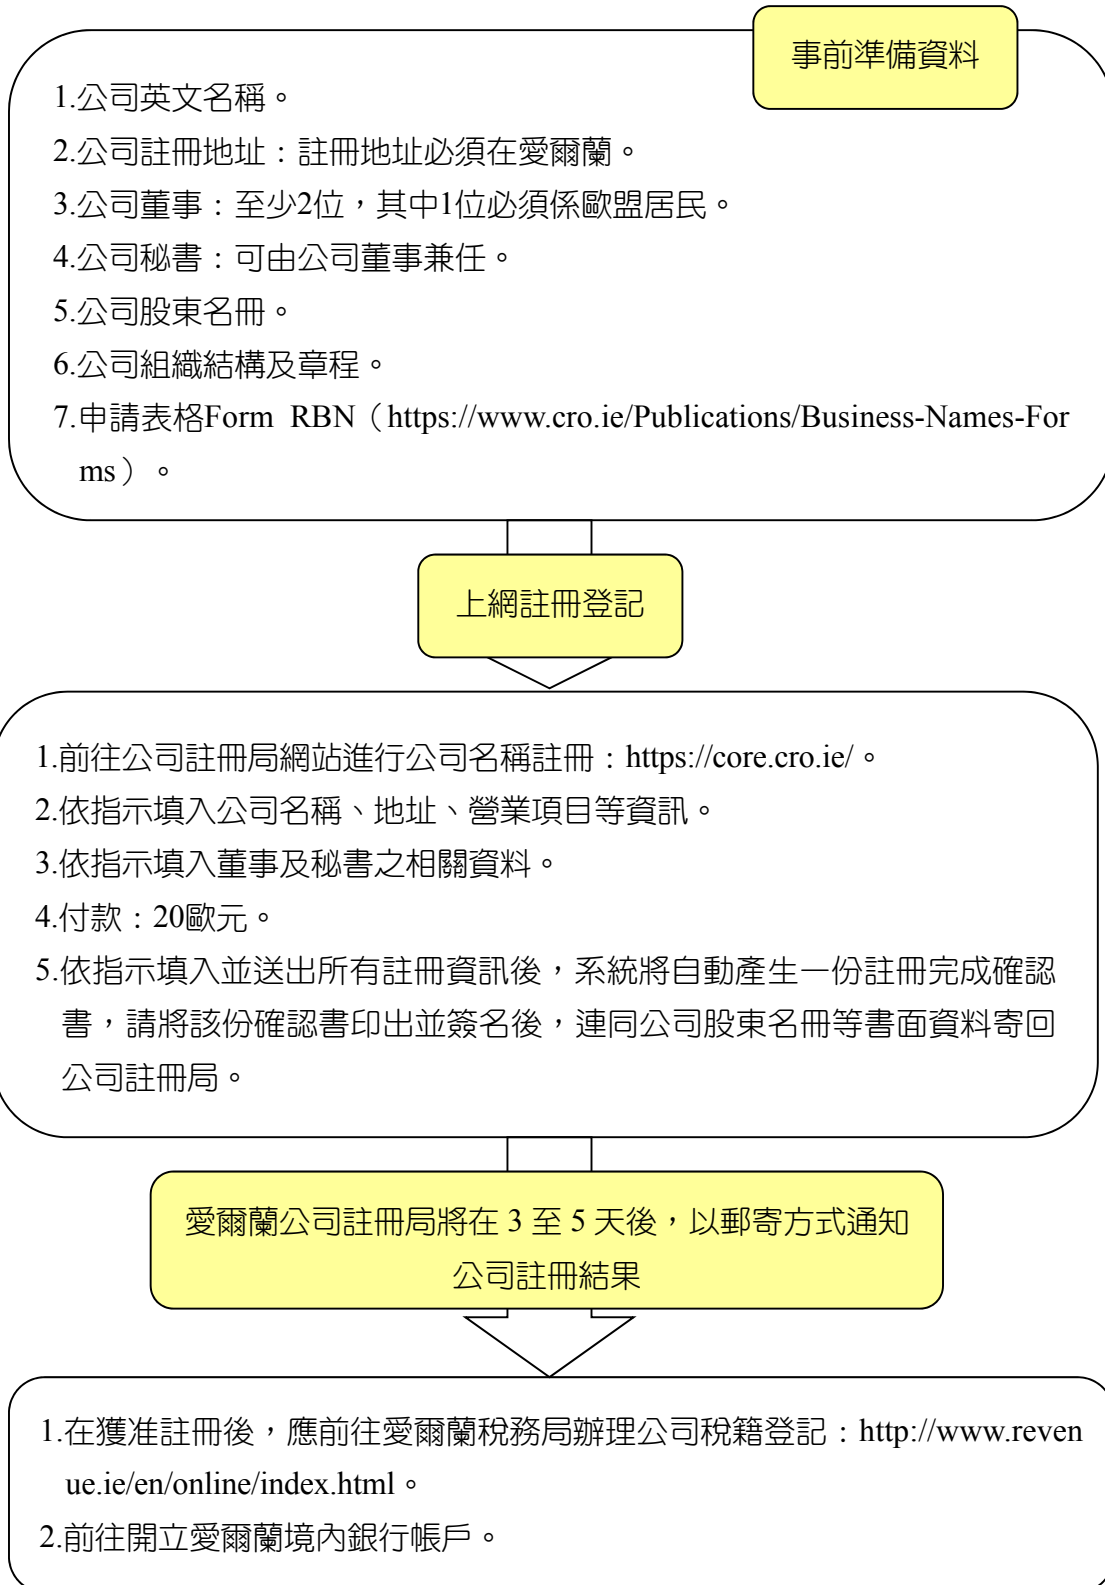 事前準備資料
1.公司英文名稱。
2.公司註冊地址：註冊地址必須在愛爾蘭。
3.公司董事：至少2位，其中1位必須係歐盟居民。
4.公司秘書：可由公司董事兼任。
5.公司股東名冊。
6.公司組織結構及章程。
7.申請表格Form RBN（https://www.cro.ie/Publications/Business-Names-For
ms）。
上網註冊登記
1.前往公司註冊局網站進行公司名稱註冊：https://core.cro.ie/。
2.依指示填入公司名稱、地址、營業項目等資訊。
3.依指示填入董事及秘書之相關資料。
4.付款：20歐元。
5.依指示填入並送出所有註冊資訊後，系統將自動產生一份註冊完成確認
書，請將該份確認書印出並簽名後，連同公司股東名冊等書面資料寄回
公司註冊局。
愛爾蘭公司註冊局將在 3 至 5 天後，以郵寄方式通知
公司註冊結果
1.在獲准註冊後，應前往愛爾蘭稅務局辦理公司稅籍登記：http://www.reven
ue.ie/en/online/index.html。
2.前往開立愛爾蘭境內銀行帳戶。